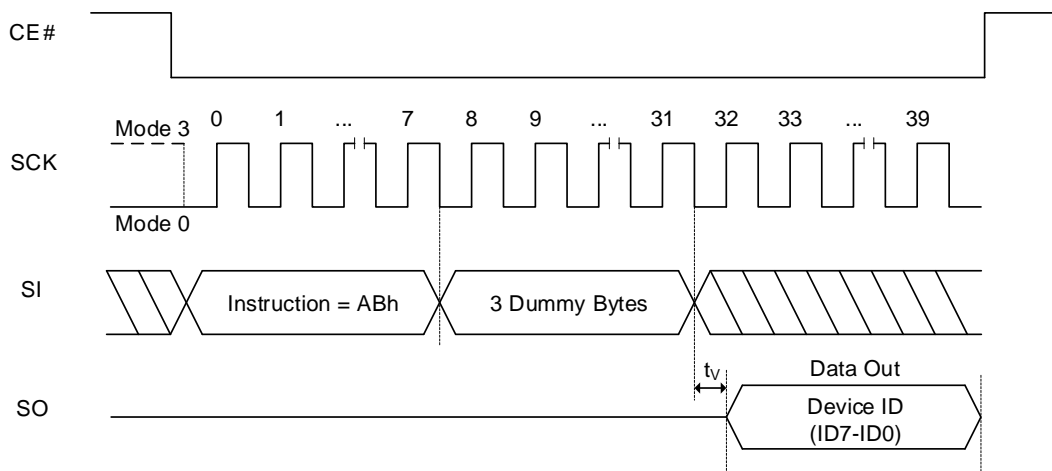 CE#
0 1 ... 7 8 9 ... 31 32 33 ... 39
Mode 3
SCK
Mode 0
SI
Instruction = ABh
3 Dummy Bytes
tV
Data Out
SO
Device ID
(ID7-ID0)